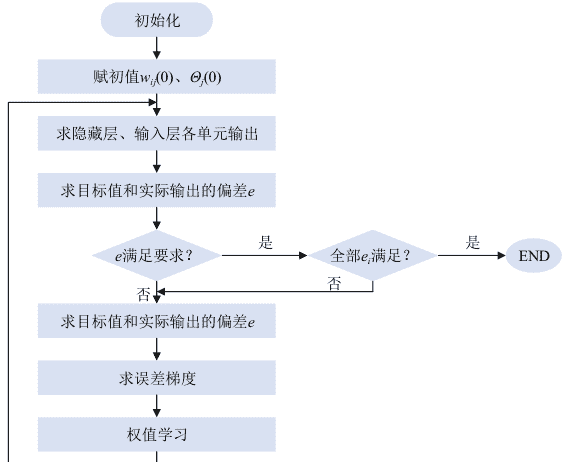 初始化
赋初值wij(0)、Θj(0)
求隐藏层、输入层各单元输出
求目标值和实际输出的偏差e
e满足要求?
是
全部ei满足?
是
END
否
否
求目标值和实际输出的偏差e
求误差梯度
权值学习